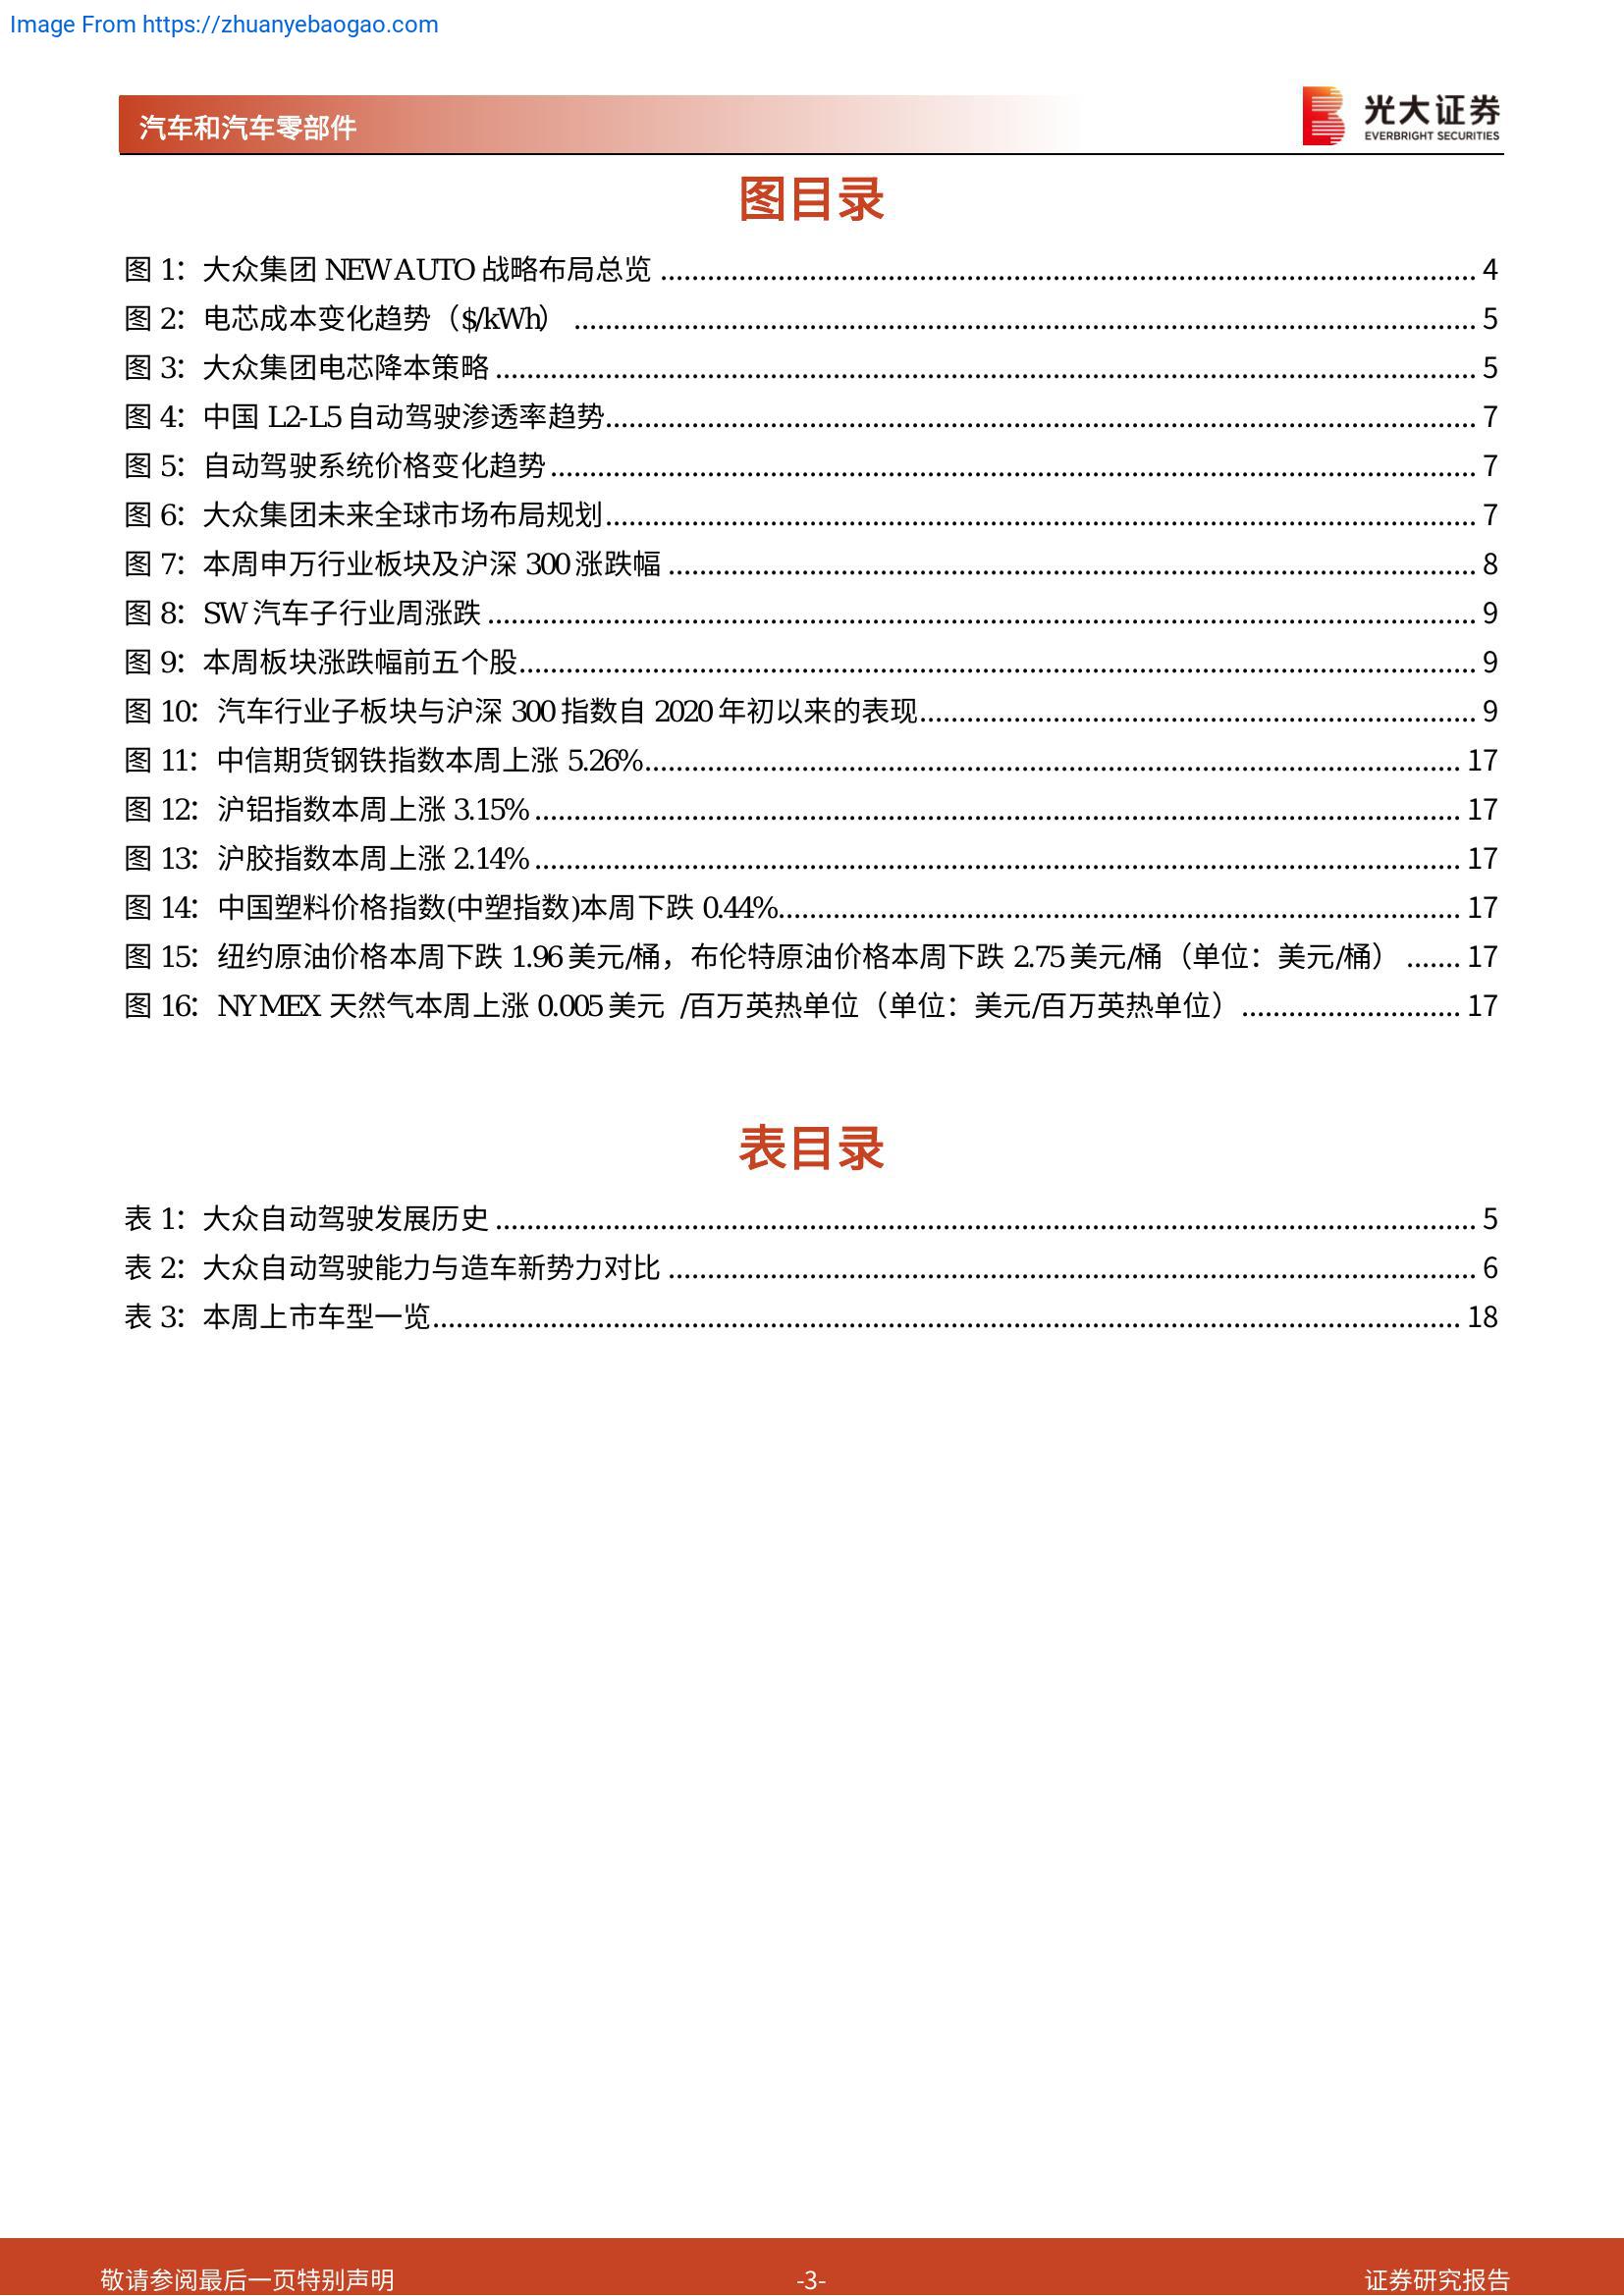 Image From https://zhuanyebaogao.com
汽车和汽车零部件
光大证券
EVERBRIGHT SECURITIES
图目录
图 1：大众集团 NEW AUTO 战略布局总览 ........ 4
图 2：电芯成本变化趋势（$/kWh） ........ 5
图 3：大众集团电芯降本策略 ........ 5
图 4：中国 L2-L5 自动驾驶渗透率趋势 ........ 7
图 5：自动驾驶系统价格变化趋势 ........ 7
图 6：大众集团未来全球市场布局规划 ........ 7
图 7：本周申万行业板块及沪深 300 涨跌幅 ........ 8
图 8：SW 汽车子行业周涨跌 ........ 9
图 9：本周板块涨跌幅前五个股 ........ 9
图 10：汽车行业子板块与沪深 300 指数自 2020 年初以来的表现 ........ 9
图 11：中信期货钢铁指数本周上涨 5.26% ........ 17
图 12：沪铝指数本周上涨 3.15% ........ 17
图 13：沪胶指数本周上涨 2.14% ........ 17
图 14：中国塑料价格指数(中塑指数)本周下跌 0.44% ........ 17
图 15：纽约原油价格本周下跌 1.96 美元/桶，布伦特原油价格本周下跌 2.75 美元/桶（单位：美元/桶） ....... 17
图 16：NYMEX 天然气本周上涨 0.005 美元 /百万英热单位（单位：美元/百万英热单位） ........ 17
表目录
表 1：大众自动驾驶发展历史 ........ 5
表 2：大众自动驾驶能力与造车新势力对比 ........ 6
表 3：本周上市车型一览 ........ 18
敬请参阅最后一页特别声明
-3-
证券研究报告